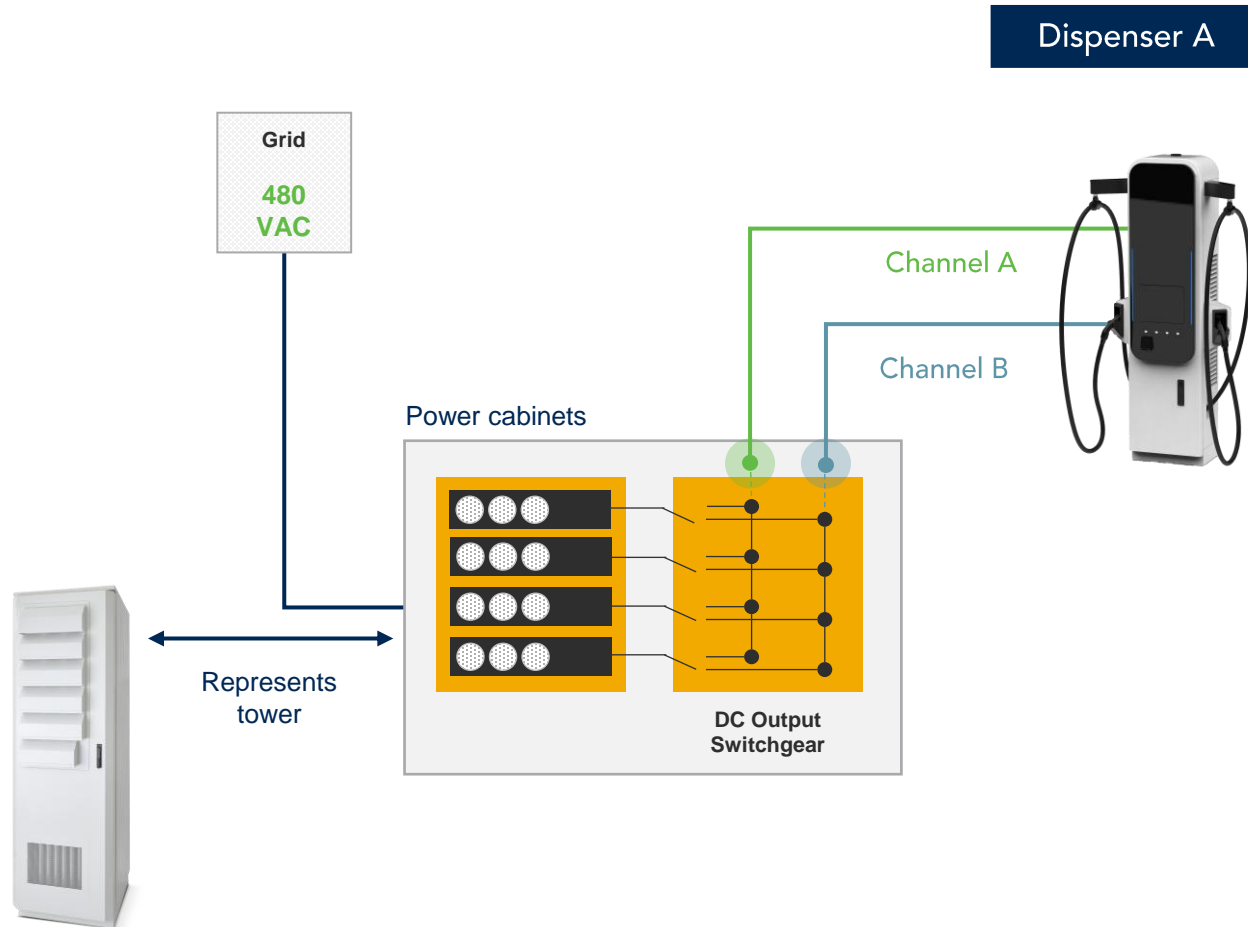 Dispenser A
Grid
480
VAC
Channel A
Channel B
Power cabinets
Represents
tower
DC Output
Switchgear